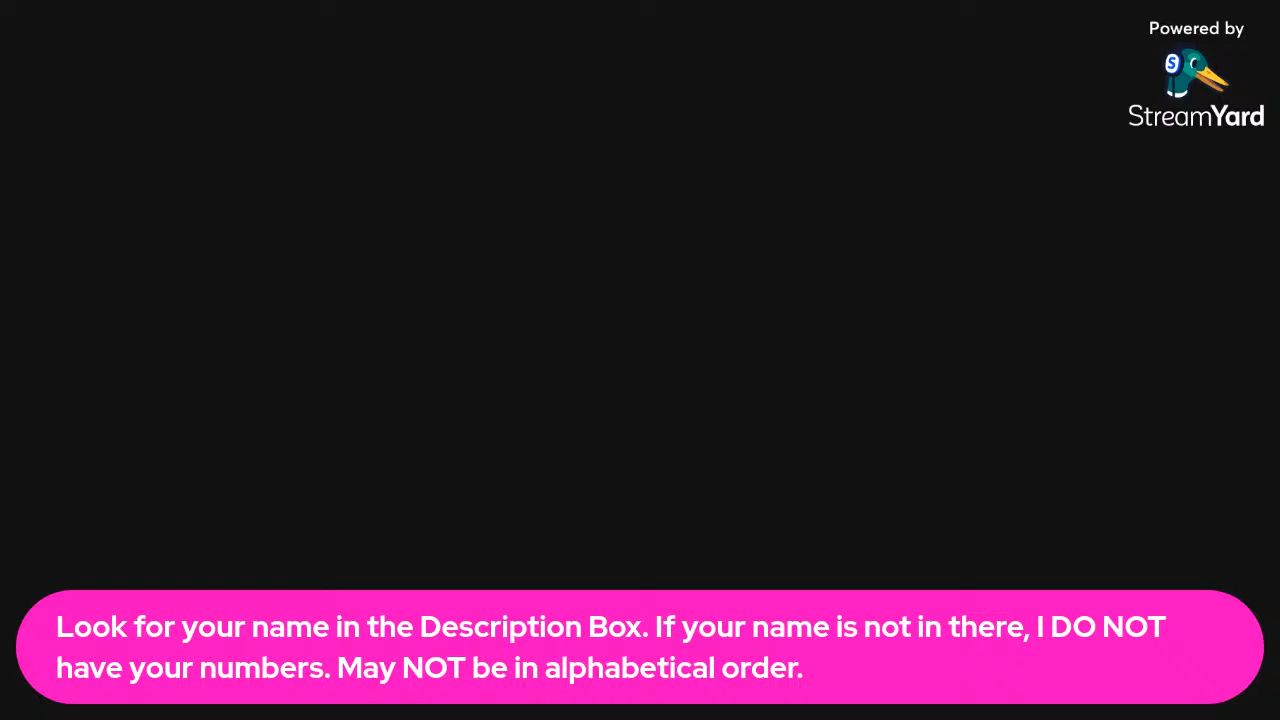 Powered by
S
StreamYard
Look for your name in the Description Box. If your name is not in there, I DO NOT
have your numbers. May NOT be in alphabetical order.